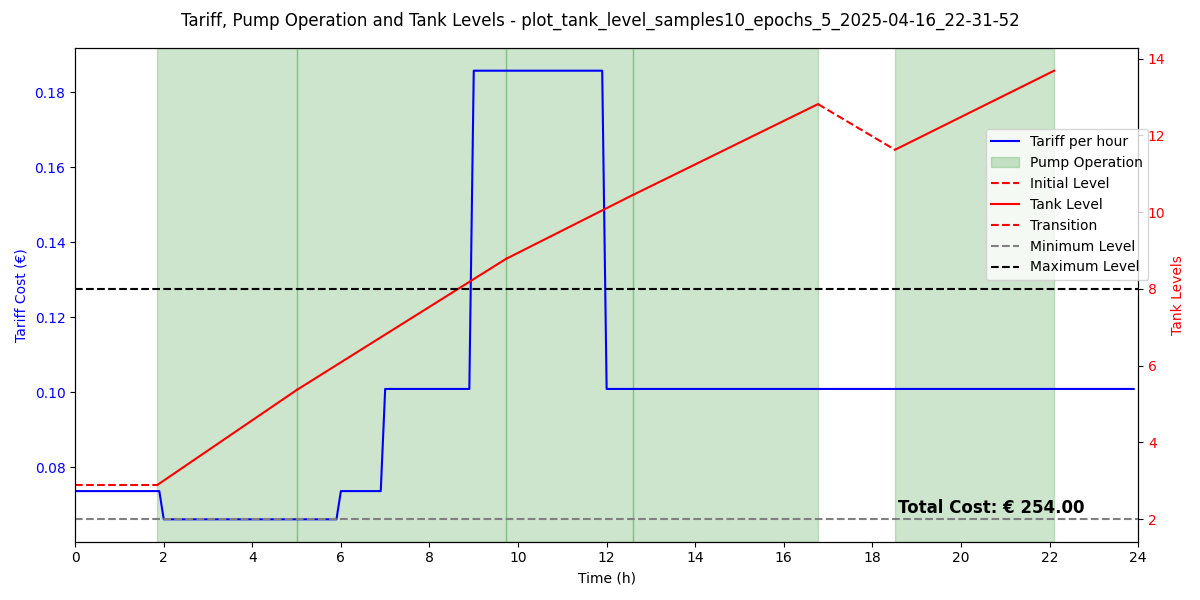 Tariff, Pump Operation and Tank Levels - plot_tank_level_samples10_epochs_5_2025-04-16_22-31-52
Tariff Cost (€)
0.18
0.16
0.14
0.12
0.10
0.08
14
12
10
8
6
4
2
Tank Levels
Tariff per hour
Pump Operation
Initial Level
Tank Level
Transition
Minimum Level
Maximum Level
Total Cost: € 254.00
0 2 4 6 8 10 12 14 16 18 20 22 24
Time (h)